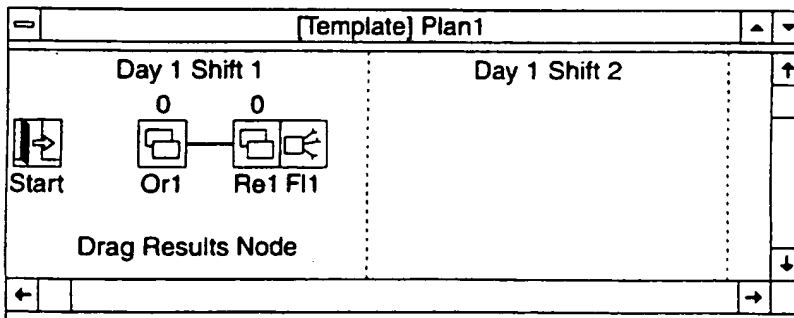 [Template] Plan1
Day 1 Shift 1 Day 1 Shift 2
0 0
Start Or1 Re1 Fl1
Drag Results Node